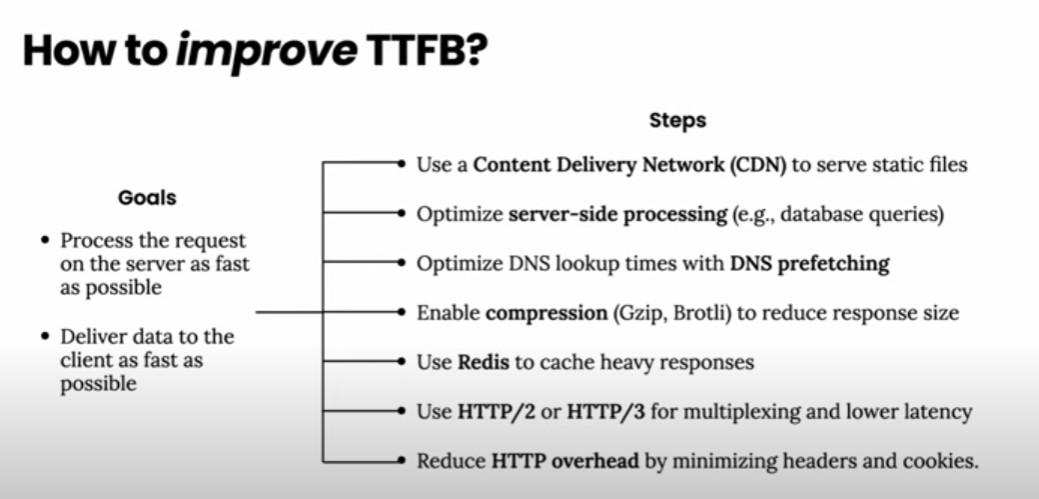 How to improve TTFB?
Goals
• Process the request
on the server as fast
as possible
• Deliver data to the
client as fast as
possible
Steps
Use a Content Delivery Network (CDN) to serve static files
Optimize server-side processing (e.g., database queries)
Optimize DNS lookup times with DNS prefetching
Enable compression (Gzip, Brotli) to reduce response size
Use Redis to cache heavy responses
Use HTTP/2 or HTTP/3 for multiplexing and lower latency
Reduce HTTP overhead by minimizing headers and cookies.